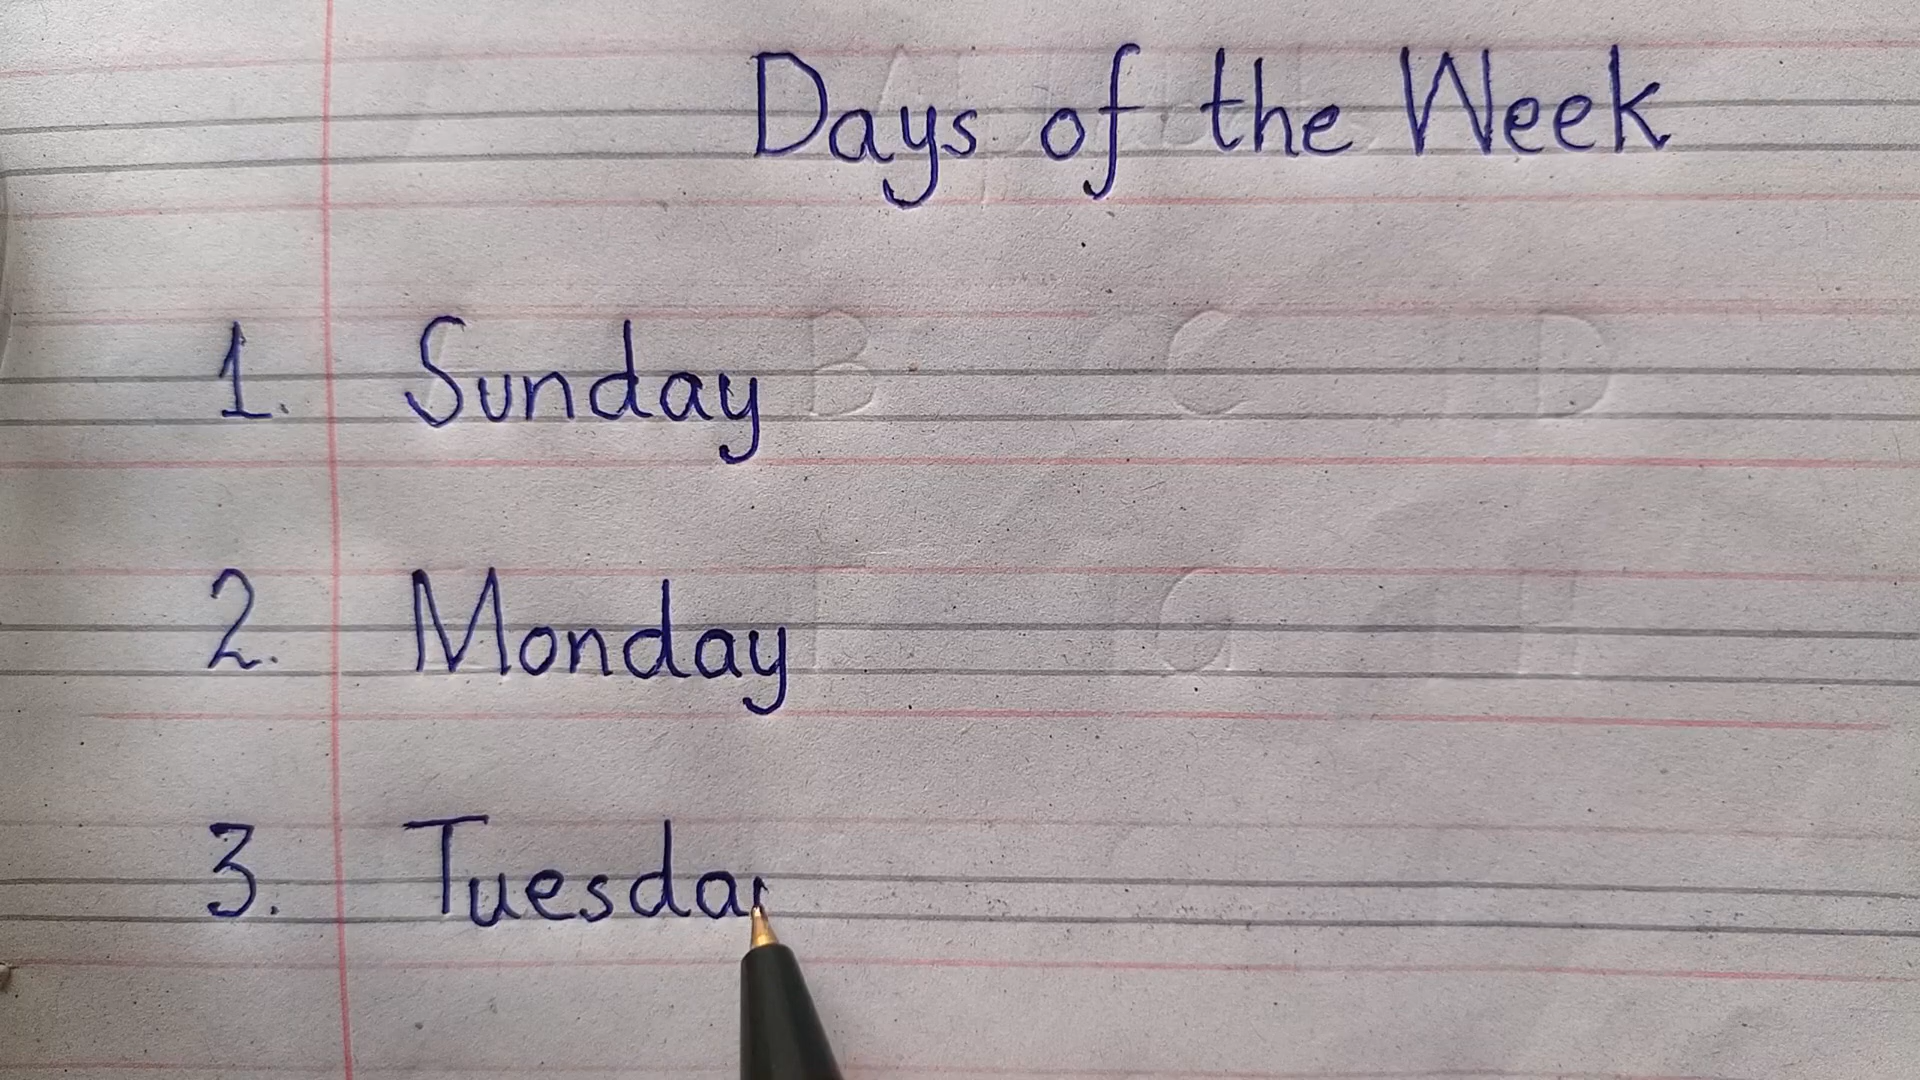 Days of the Week
1. Sunday
2. Monday
3. Tuesda